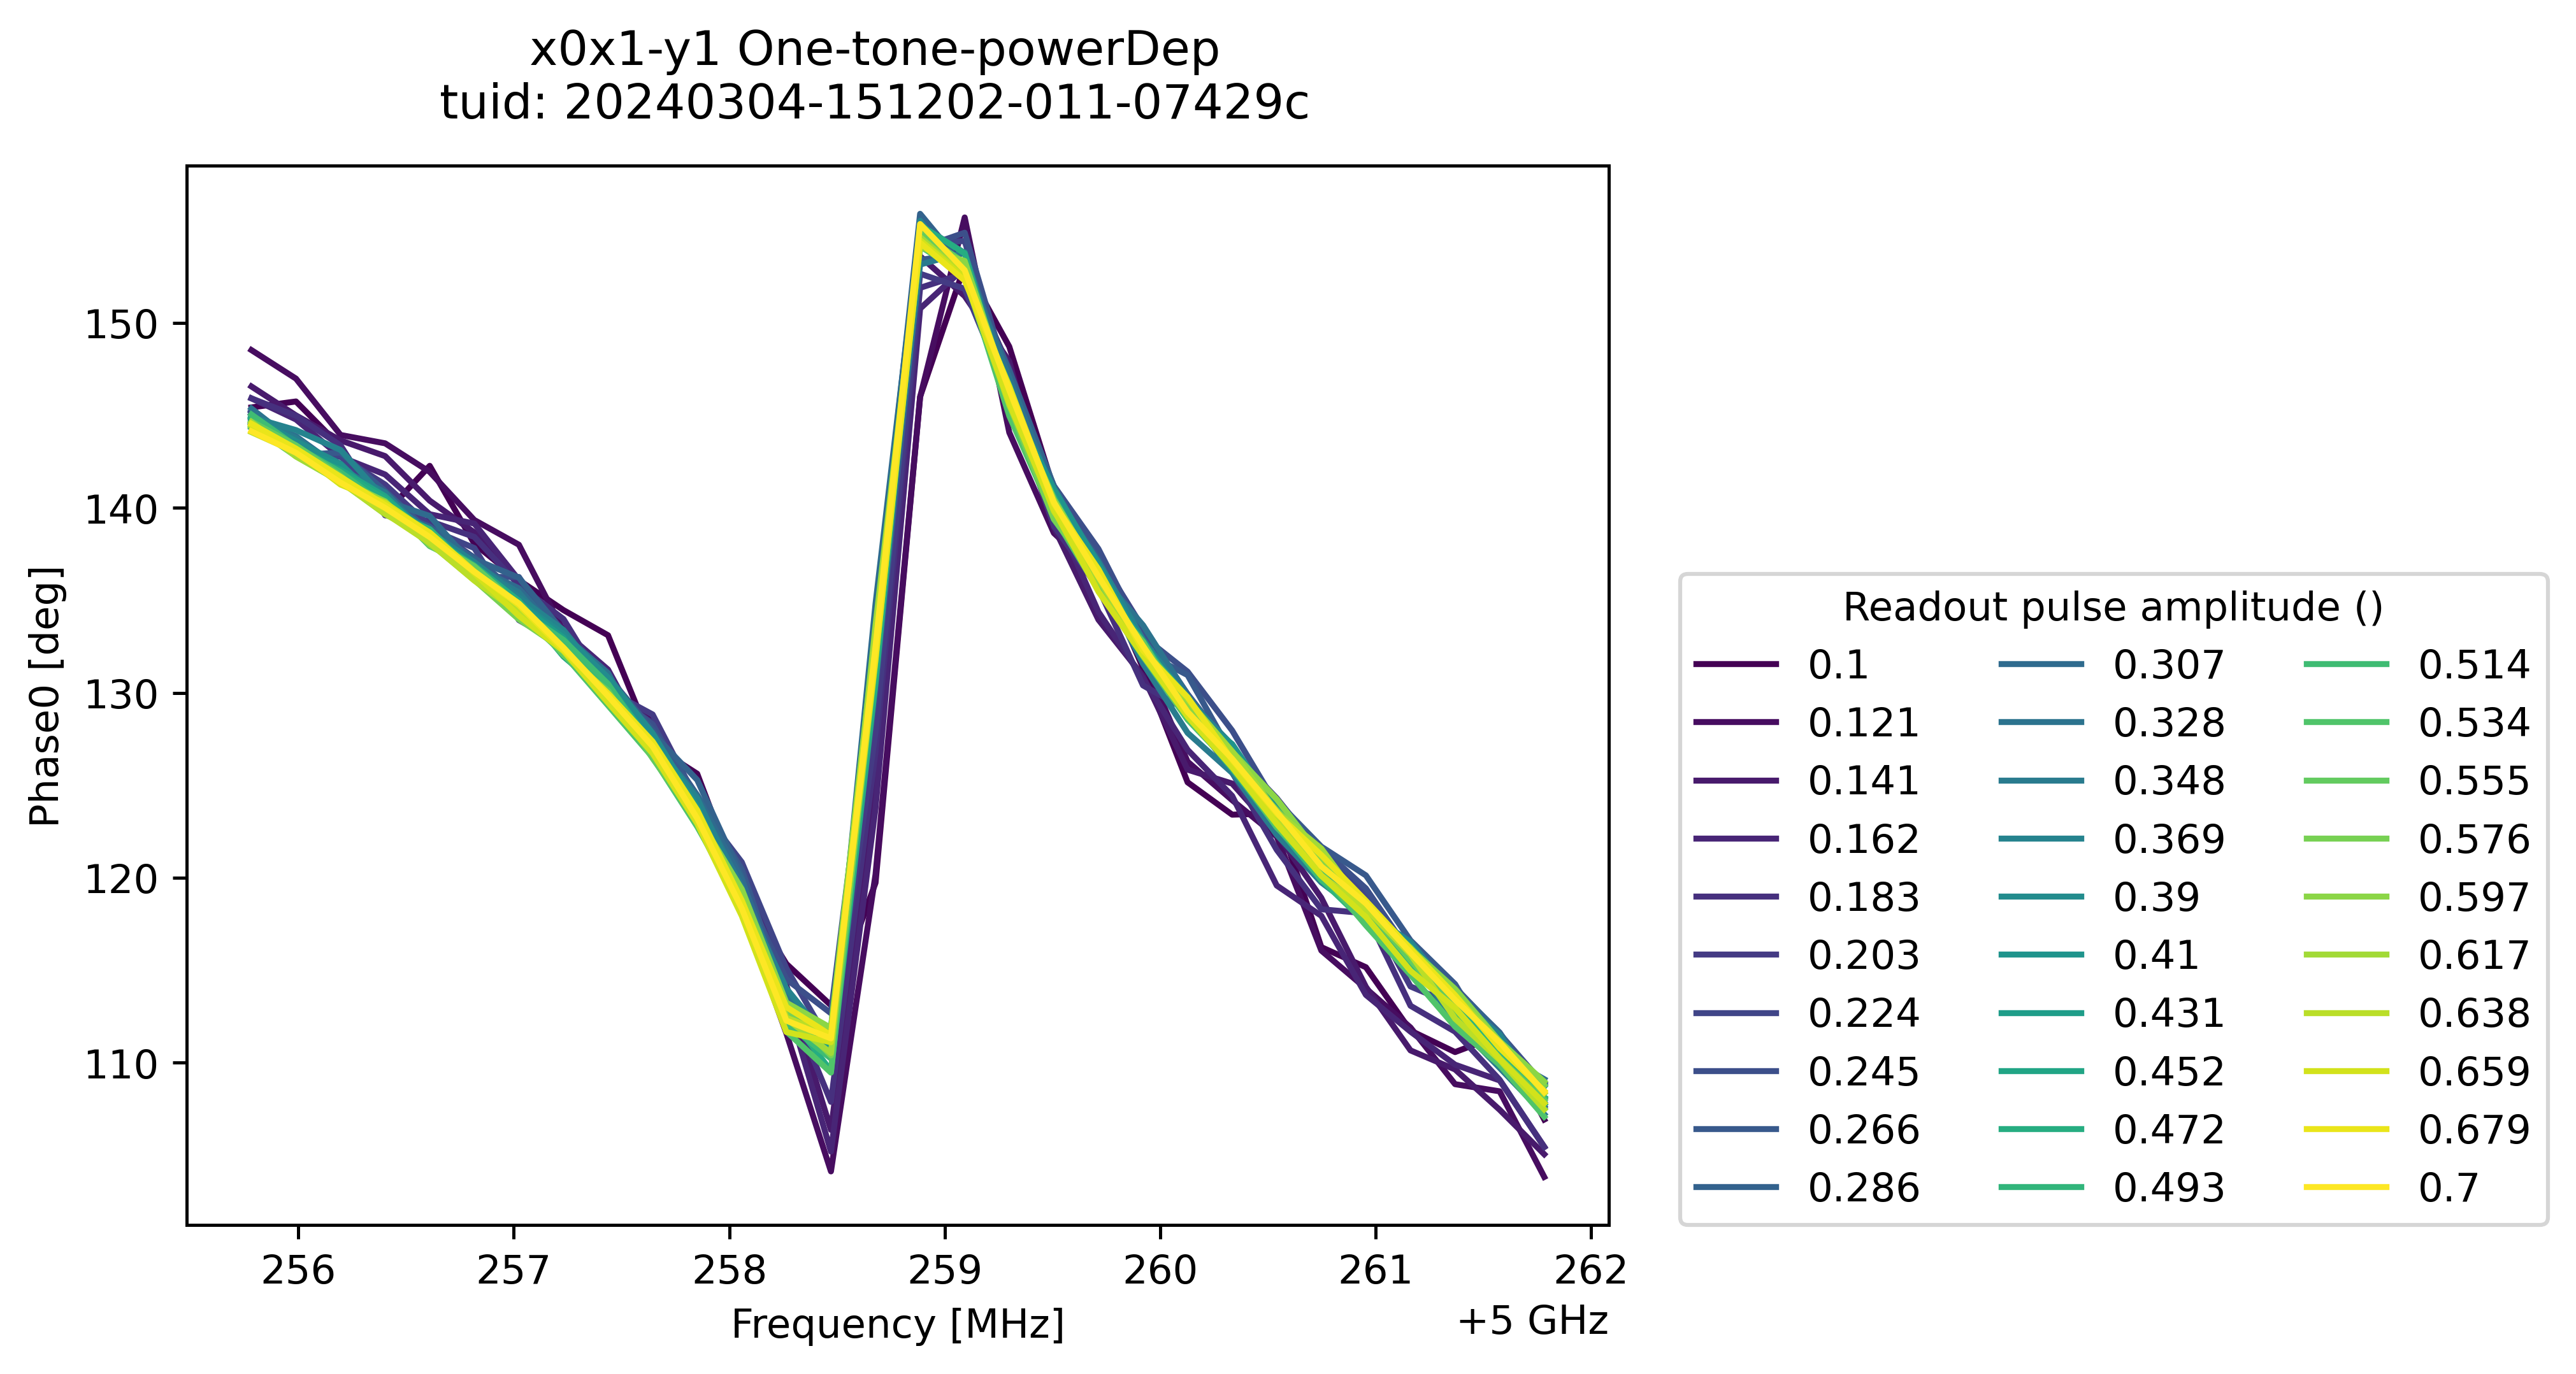 x0x1-y1 One-tone-powerDep
tuid: 20240304-151202-011-07429c
Phase0 [deg]
150
140
130
120
110
256 257 258 259 260 261 262
Frequency [MHz]
+5 GHz
Readout pulse amplitude ()
0.1 0.307 0.514
0.121 0.328 0.534
0.141 0.348 0.555
0.162 0.369 0.576
0.183 0.39 0.597
0.203 0.41 0.617
0.224 0.431 0.638
0.245 0.452 0.659
0.266 0.472 0.679
0.286 0.493 0.7